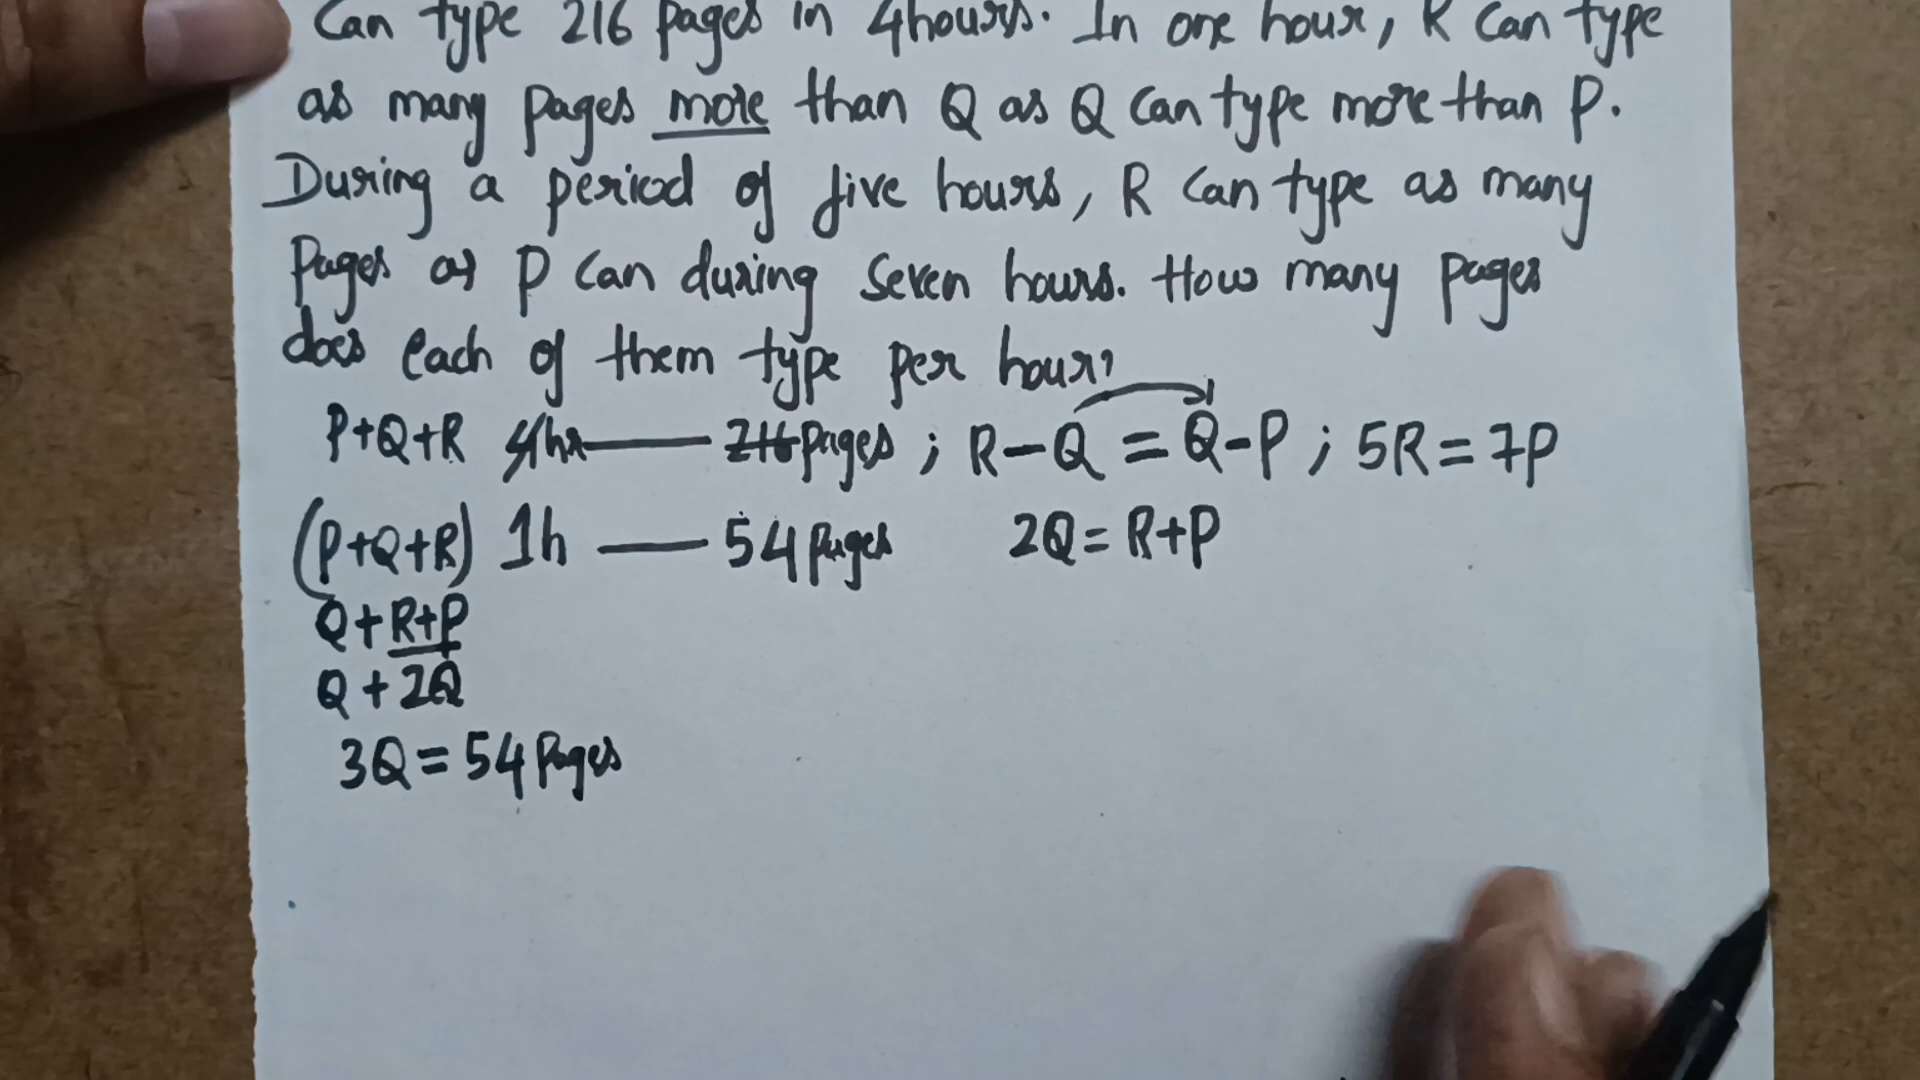 Can type 216 pages in 4hours. In one hour, R can type
as many pages more than Q as Q can type more than P.
During a period of five hours, R can type as many
Pages as P can during seven hours. How many pages
does each of them type per hour?
P+Q+R 4hr — 216 pages ; R-Q = Q-P ; 5R = 7P
(P+Q+R) 1h — 54 pages 2Q = R+P
Q+R+P
Q+2Q
3Q = 54 Pages